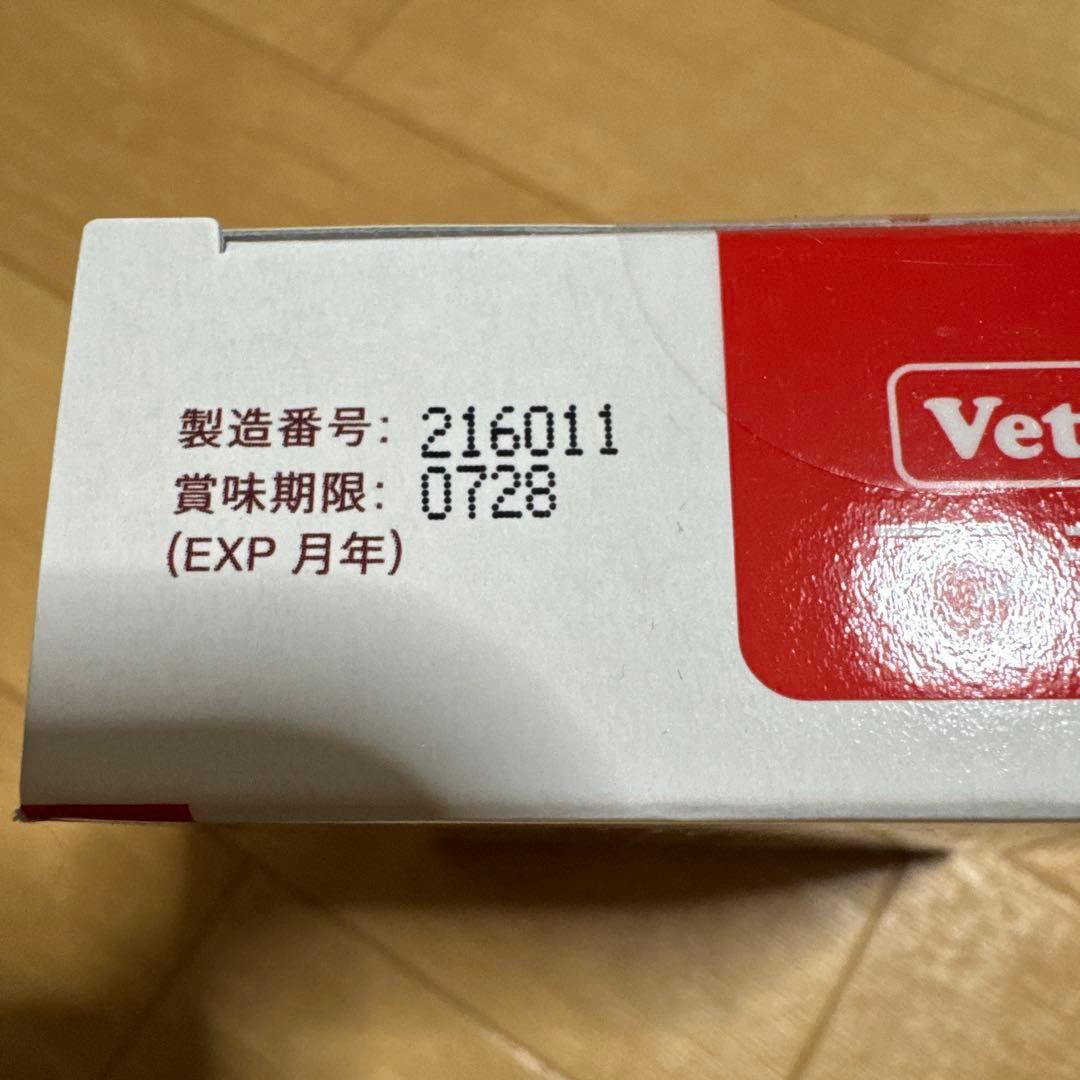 製造番号: 216011
賞味期限: 0728
(EXP 月年)
Vet